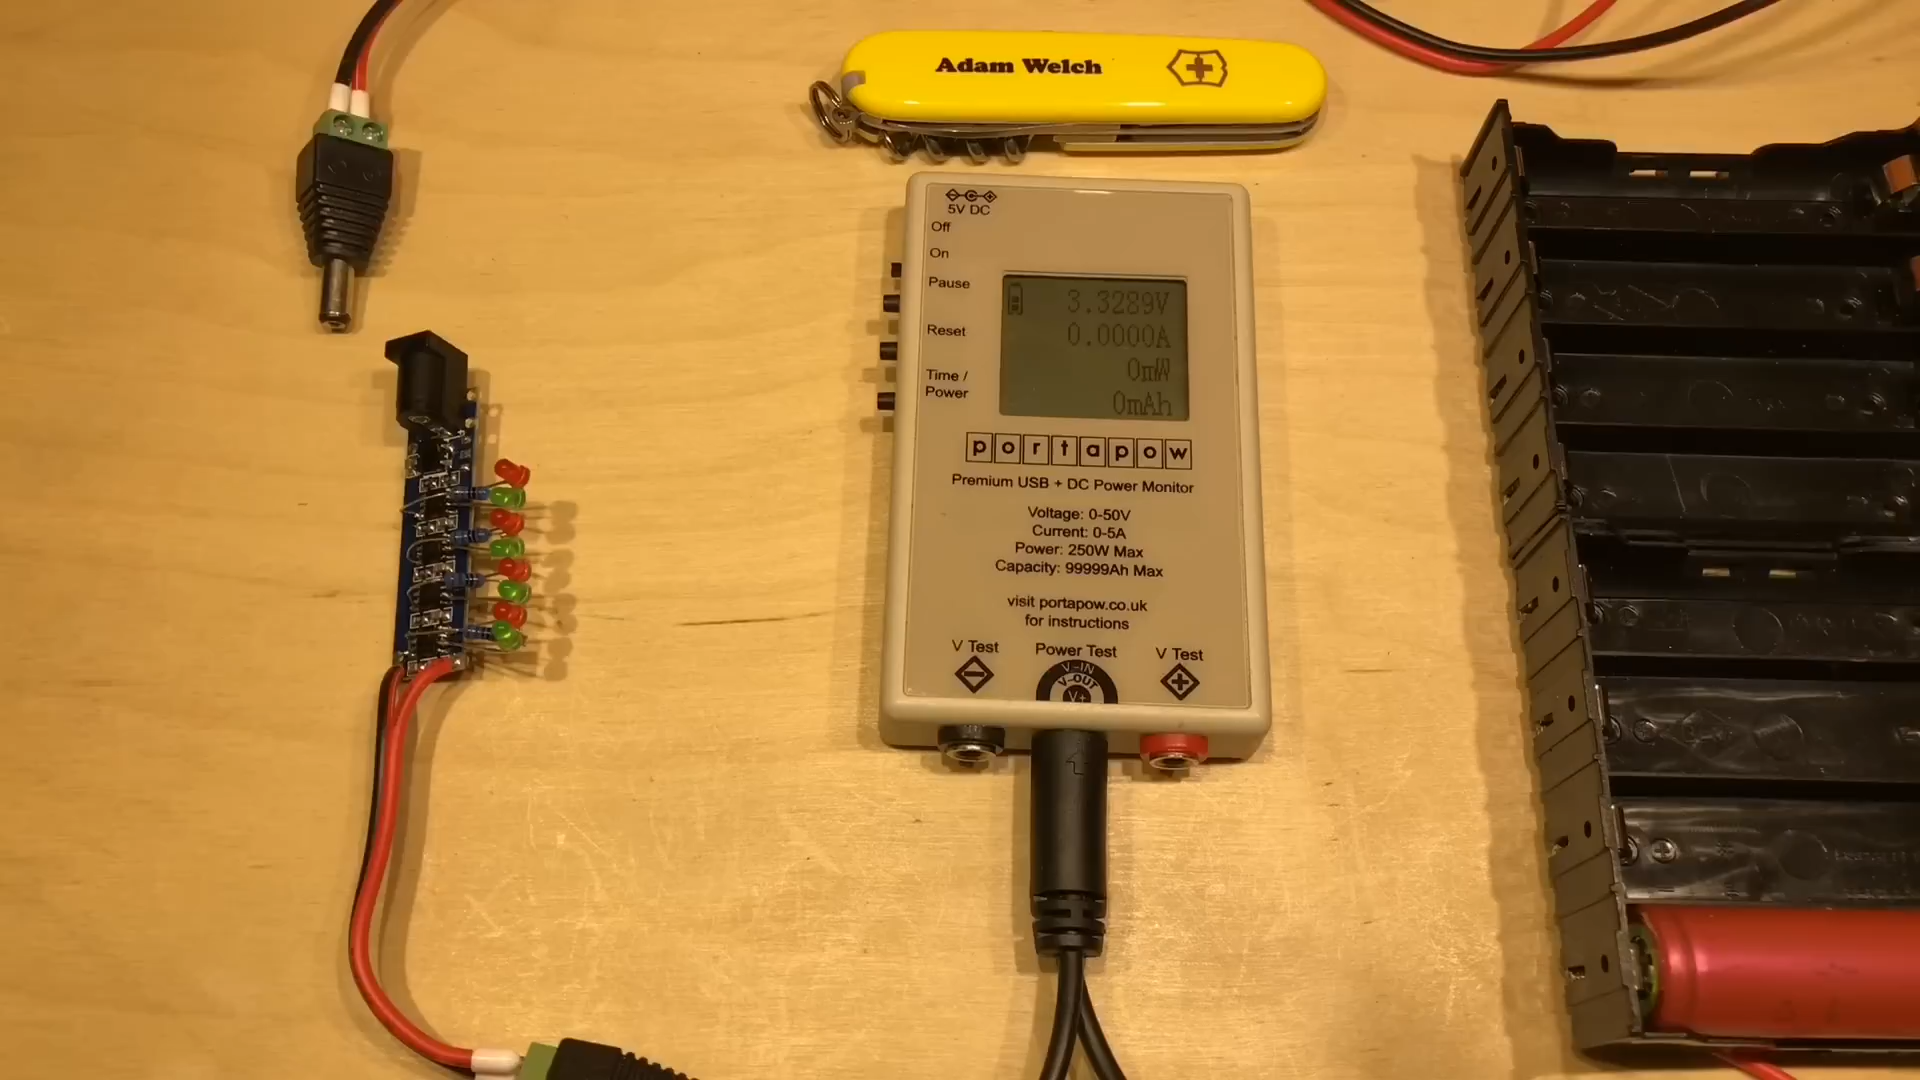 Adam Welch
5V DC
Off
On
Pause
Reset
Time /
Power
3.3289V
0.0000A
0mW
0mAh
portapow
Premium USB + DC Power Monitor
Voltage: 0-50V
Current: 0-5A
Power: 250W Max
Capacity: 99999Ah Max
visit portapow.co.uk
for instructions
V Test
Power Test
V Test
V-IN
V-OUT
V+